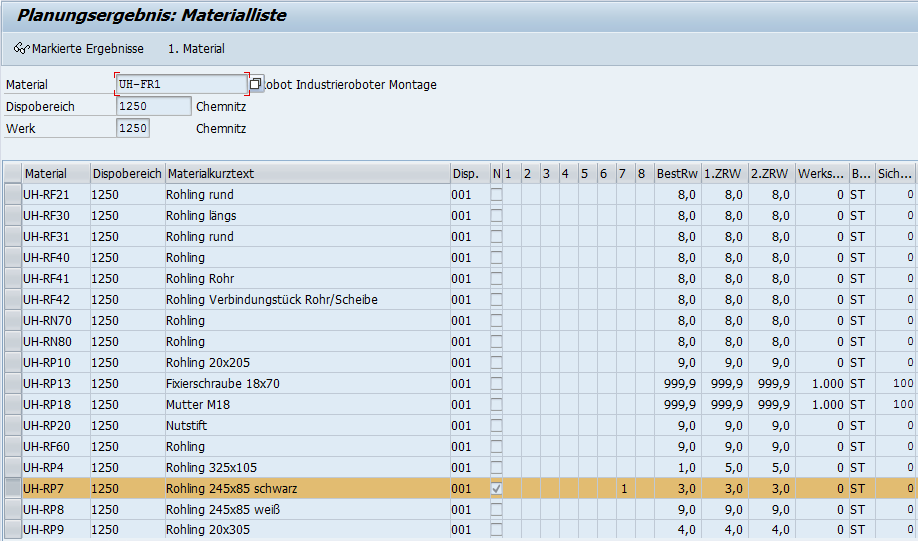 Planungsergebnis: Materialliste
Markierte Ergebnisse 1. Material
Material UH-FR1 obot Industrieroboter Montage
Dispobereich 1250 Chemnitz
Werk 1250 Chemnitz
Material Dispobereich Materialkurztext Disp. N 1 2 3 4 5 6 7 8 BestRw 1.ZRW 2.ZRW Werks... B... Sich...
UH-RF21 1250 Rohling rund 001 8,0 8,0 8,0 0 ST 0
UH-RF30 1250 Rohling längs 001 8,0 8,0 8,0 0 ST 0
UH-RF31 1250 Rohling rund 001 8,0 8,0 8,0 0 ST 0
UH-RF40 1250 Rohling 001 8,0 8,0 8,0 0 ST 0
UH-RF41 1250 Rohling Rohr 001 8,0 8,0 8,0 0 ST 0
UH-RF42 1250 Rohling Verbindungstück Rohr/Scheibe 001 8,0 8,0 8,0 0 ST 0
UH-RN70 1250 Rohling 001 8,0 8,0 8,0 0 ST 0
UH-RN80 1250 Rohling 001 8,0 8,0 8,0 0 ST 0
UH-RP10 1250 Rohling 20x205 001 9,0 9,0 9,0 0 ST 0
UH-RP13 1250 Fixierschraube 18x70 001 999,9 999,9 999,9 1.000 ST 100
UH-RP18 1250 Mutter M18 001 999,9 999,9 999,9 1.000 ST 100
UH-RP20 1250 Nutstift 001 9,0 9,0 9,0 0 ST 0
UH-RF60 1250 Rohling 001 9,0 9,0 9,0 0 ST 0
UH-RP4 1250 Rohling 325x105 001 1,0 5,0 5,0 0 ST 0
UH-RP7 1250 Rohling 245x85 schwarz 001 1 3,0 3,0 3,0 0 ST 0
UH-RP8 1250 Rohling 245x85 weiß 001 9,0 9,0 9,0 0 ST 0
UH-RP9 1250 Rohling 20x305 001 4,0 4,0 4,0 0 ST 0